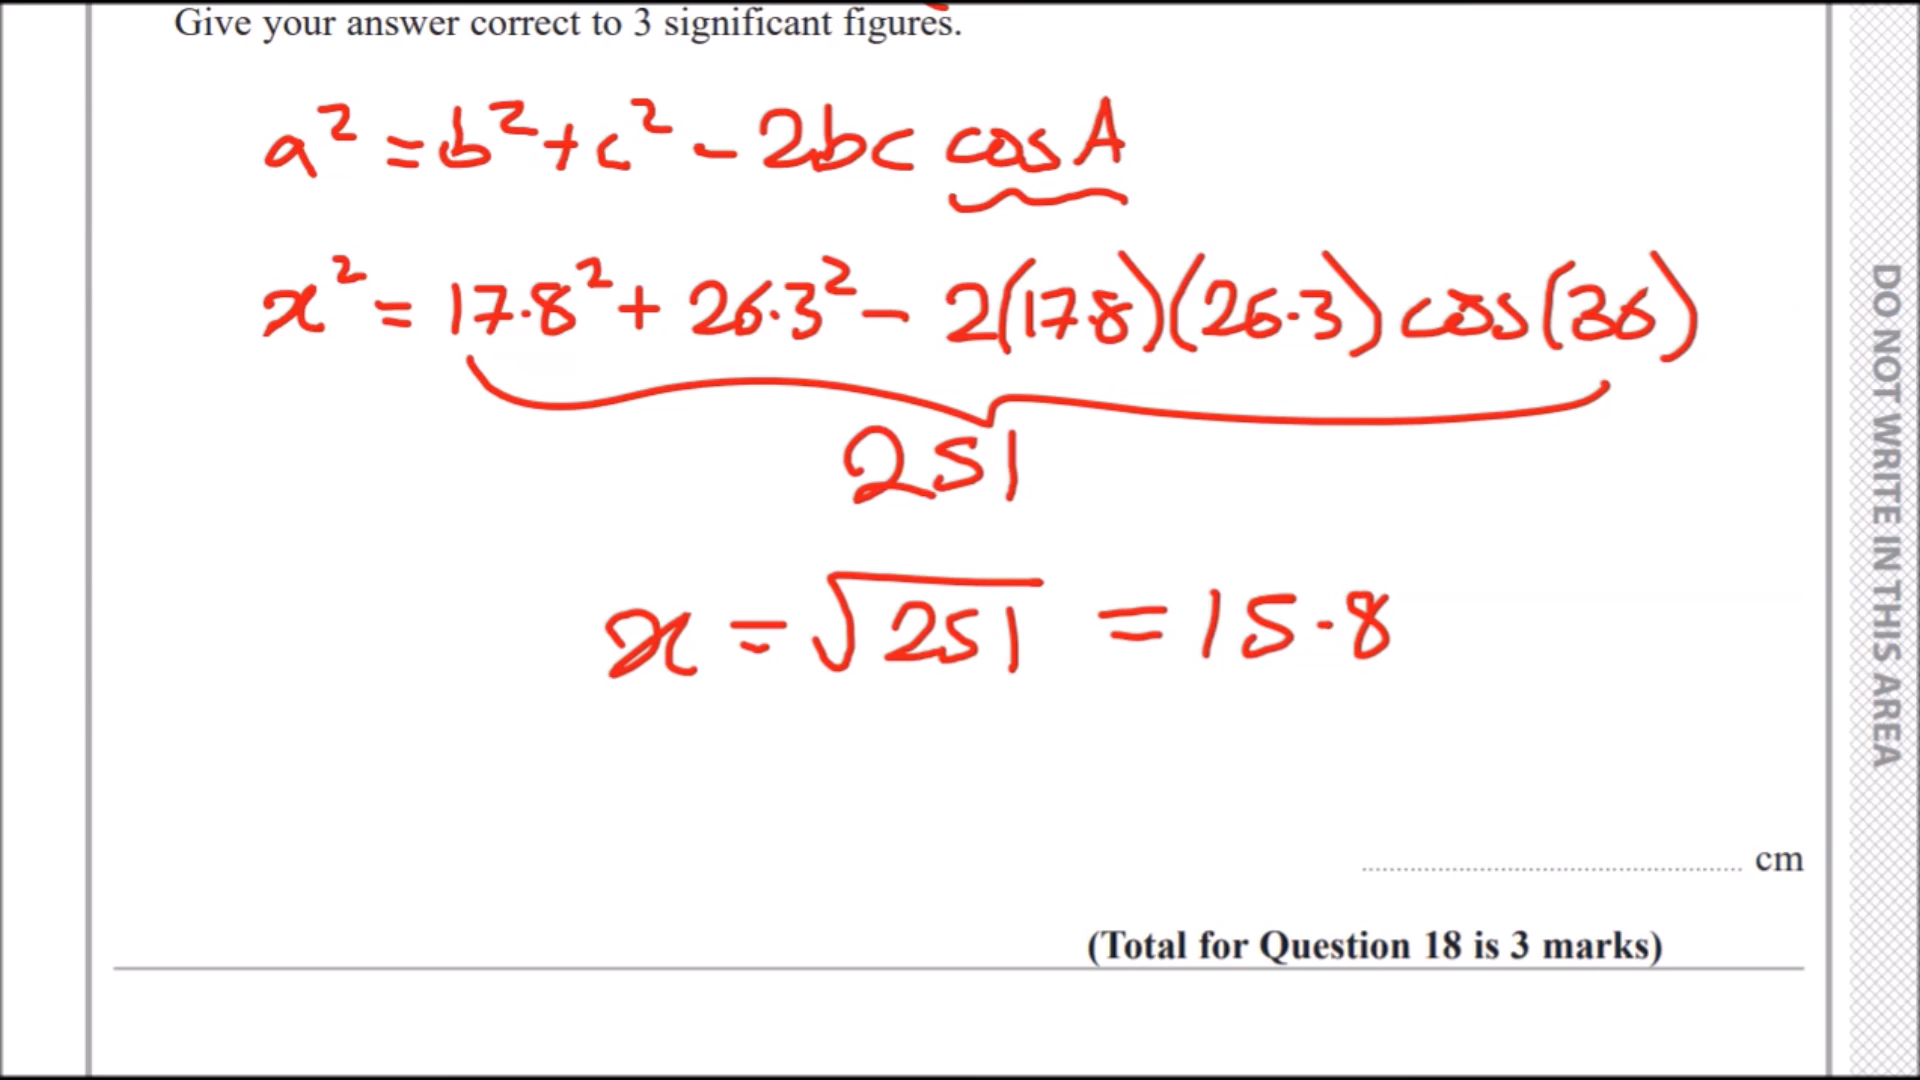 Give your answer correct to 3 significant figures.
a² = b² + c² - 2bc cos A
x² = 17.8² + 26.3² - 2(17.8)(26.3) cos(36)
251
x = √251 = 15.8
cm
(Total for Question 18 is 3 marks)
DO NOT WRITE IN THIS AREA